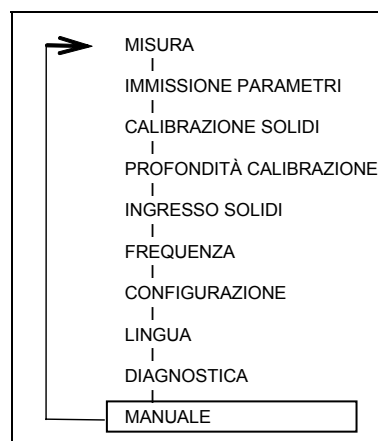 MISURA
IMMISSIONE PARAMETRI
CALIBRAZIONE SOLIDI
PROFONDITÀ CALIBRAZIONE
INGRESSO SOLIDI
FREQUENZA
CONFIGURAZIONE
LINGUA
DIAGNOSTICA
MANUALE